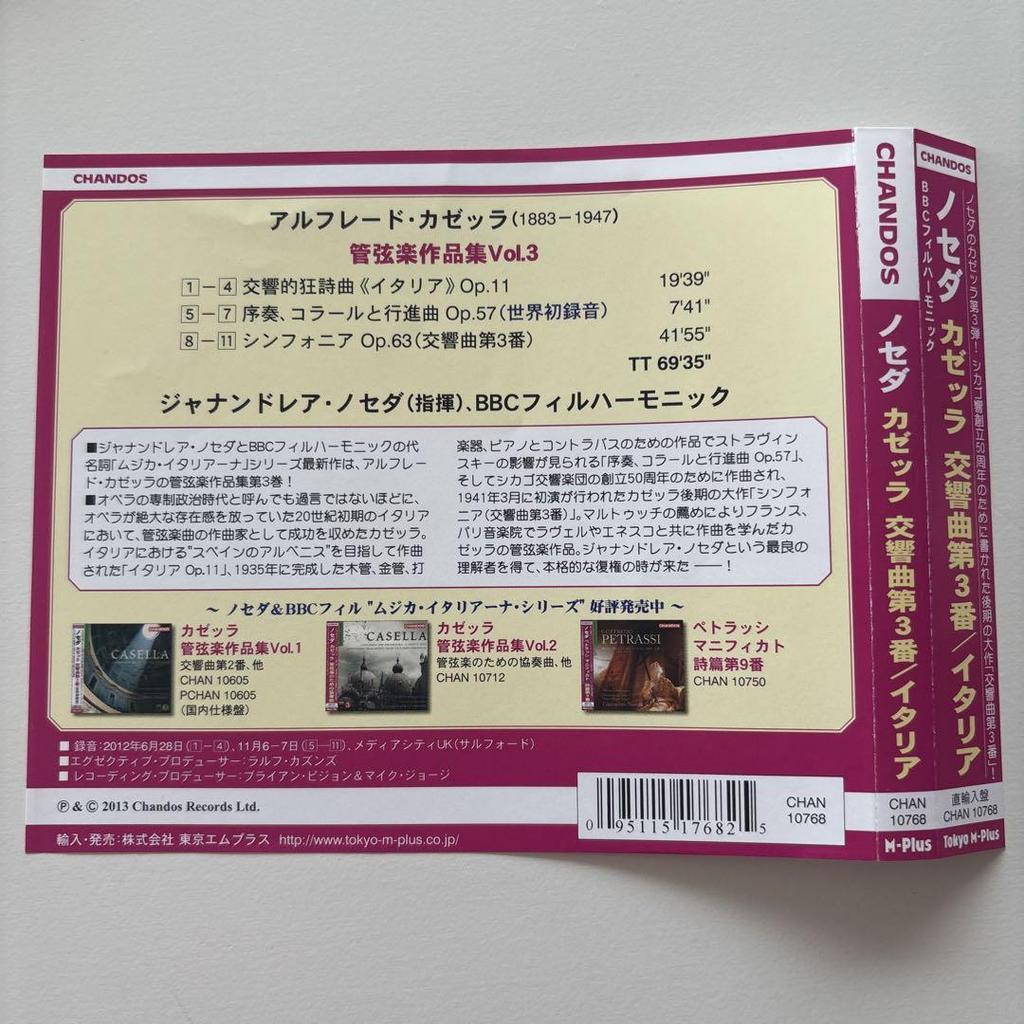 CHANDOS
アルフレード・カゼッラ(1883−1947)
管弦楽作品集Vol.3
1−4 交響的狂詩曲《イタリア》Op.11 19'39"
5−7 序奏、コラールと行進曲 Op.57(世界初録音) 7'41"
8−11 シンフォニア Op.63(交響曲第3番) 41'55"
TT 69'35"
ジャナンドレア・ノセダ(指揮)、BBCフィルハーモニック
■ジャナンドレア・ノセダとBBCフィルハーモニックの代
名詞「ムジカ・イタリアーナ」シリーズ最新作は、アルフレー
ド・カゼッラの管弦楽作品集第3巻!
■オペラの専制政治時代と呼んでも過言ではないほどに、
オペラが絶大な存在感を放っていた20世紀初期のイタリア
において、管弦楽曲の作曲家として成功を収めたカゼッラ。
イタリアにおける"スペインのアルベニス"を目指して作曲
された「イタリア Op.11」、1935年に完成した木管、金管、打
楽器、ピアノとコントラバスのための作品でストラヴィン
スキーの影響が見られる「序奏、コラールと行進曲 Op.57」、
そしてシカゴ交響楽団の創立50周年のために作曲され、
1941年3月に初演が行われたカゼッラ後期の大作「シンフォ
ニア(交響曲第3番)」。マルトゥッチの薦めによりフランス、
パリ音楽院でラヴェルやエネスコと共に作曲を学んだカ
ゼッラの管弦楽作品。ジャナンドレア・ノセダという最良の
理解者を得て、本格的な復権の時が来た ――!
～ ノセダ&BBCフィル "ムジカ・イタリアーナ・シリーズ" 好評発売中 ～
CASELLA
カゼッラ
管弦楽作品集Vol.1
交響曲第2番、他
CHAN 10605
PCHAN 10605
(国内仕様盤)
CASELLA
カゼッラ
管弦楽作品集Vol.2
管弦楽のための協奏曲、他
CHAN 10712
PETRASSI
ペトラッシ
マニフィカト
詩篇第9番
CHAN 10750
■ 録音:2012年6月28日(1−4)、11月6−7日(5−11)、メディアシティUK(サルフォード)
■エグゼクティブ・プロデューサー:ラルフ・カズンズ
■ レコーディング・プロデューサー:ブライアン・ピジョン&マイク・ジョージ
Ⓟ & © 2013 Chandos Records Ltd.
輸入・発売:株式会社 東京エムプラス http://www.tokyo-m-plus.co.jp/
0 95115 17682 5
CHAN
10768
CHANDOS
ノセダ カゼッラ 交響曲第3番/イタリア
CHAN
10768
M-Plus
CHANDOS
ノセダのカゼッラ第3弾! シカゴ響創立50周年のために書かれた後期の大作「交響曲第3番」!
ノセダ カゼッラ 交響曲第3番/イタリア
BBCフィルハーモニック
直輸入盤
CHAN 10768
Tokyo M-Plus